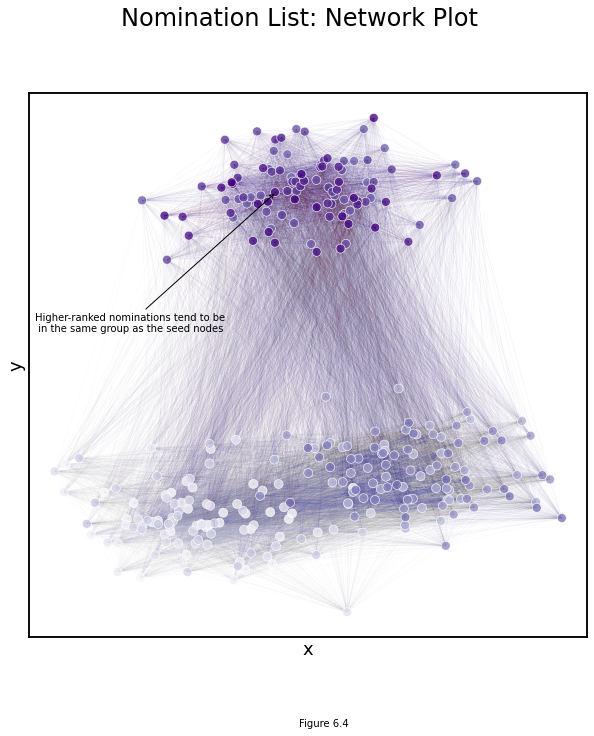 Nomination List: Network Plot
Higher-ranked nominations tend to be
in the same group as the seed nodes
y
x
Figure 6.4